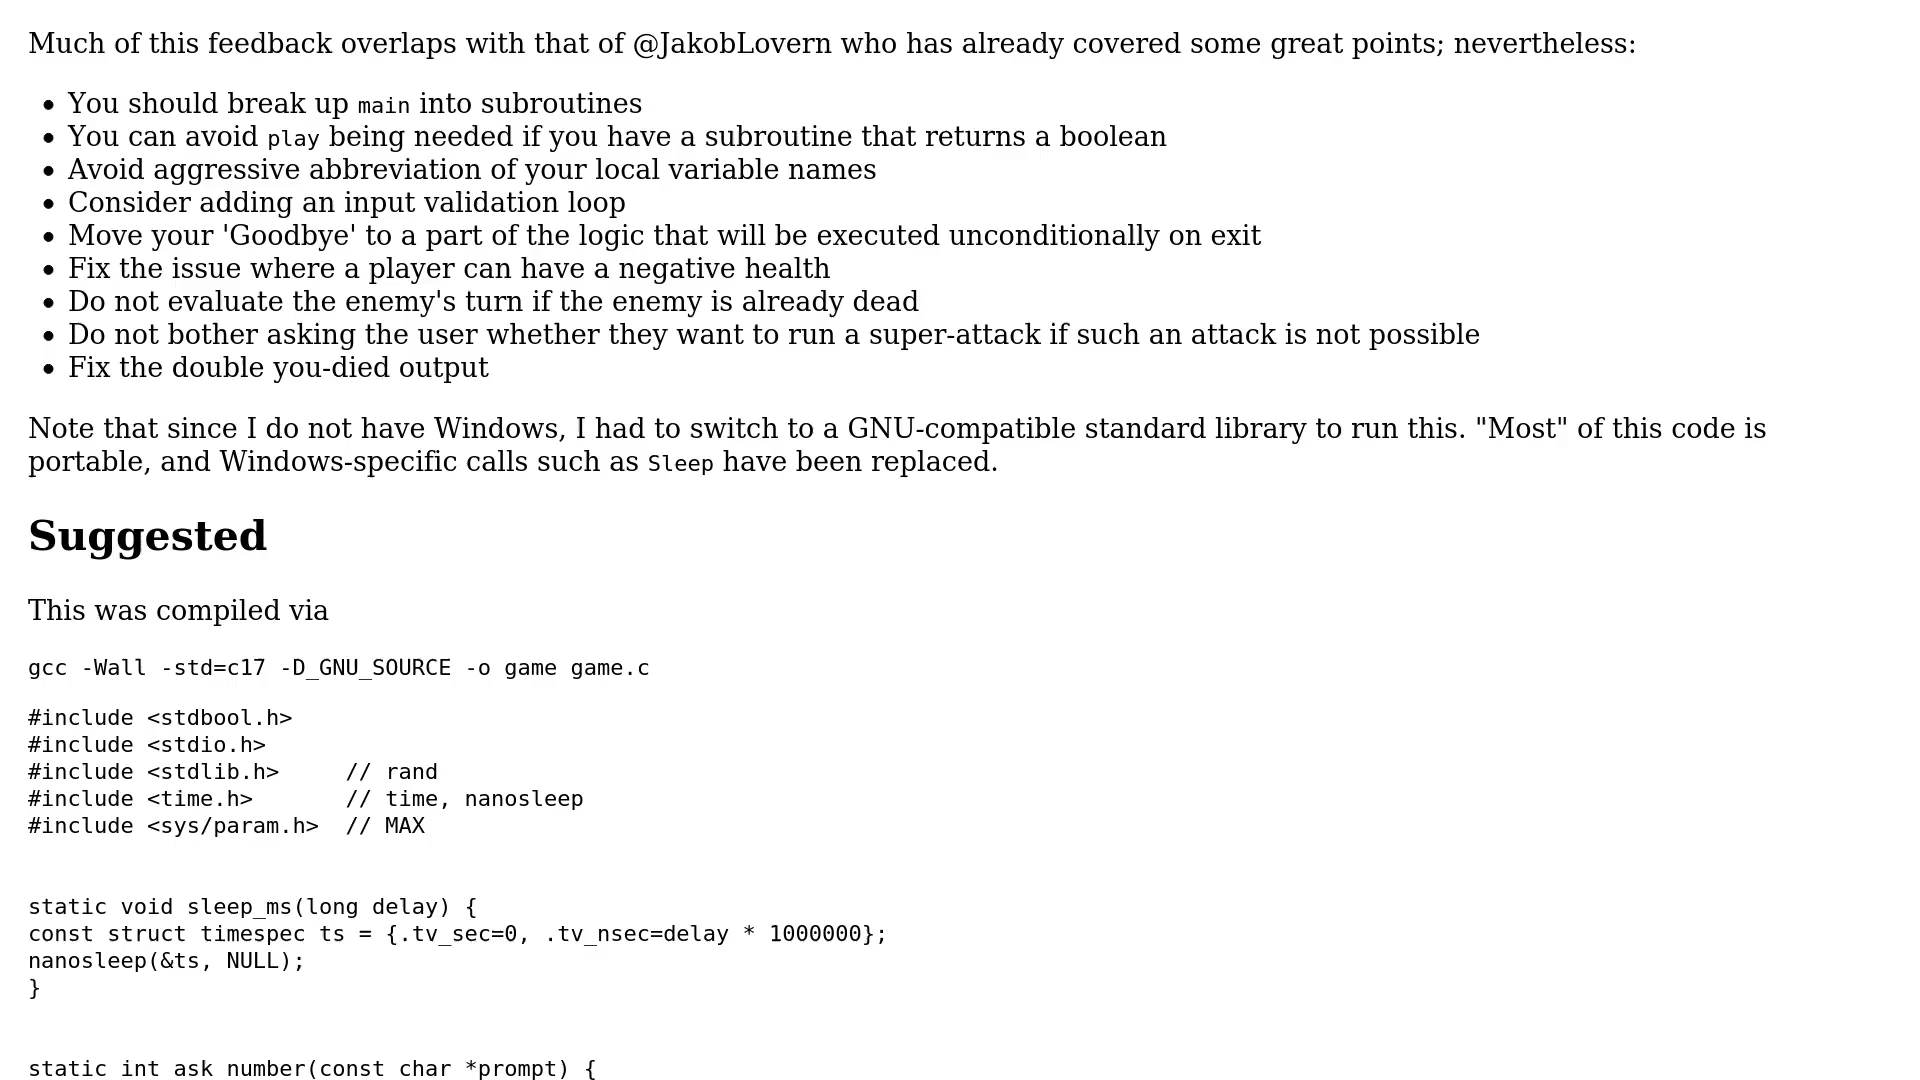 Much of this feedback overlaps with that of @JakobLovern who has already covered some great points; nevertheless:
• You should break up main into subroutines
• You can avoid play being needed if you have a subroutine that returns a boolean
• Avoid aggressive abbreviation of your local variable names
• Consider adding an input validation loop
• Move your 'Goodbye' to a part of the logic that will be executed unconditionally on exit
• Fix the issue where a player can have a negative health
• Do not evaluate the enemy's turn if the enemy is already dead
• Do not bother asking the user whether they want to run a super-attack if such an attack is not possible
• Fix the double you-died output
Note that since I do not have Windows, I had to switch to a GNU-compatible standard library to run this. "Most" of this code is
portable, and Windows-specific calls such as Sleep have been replaced.
Suggested
This was compiled via
gcc -Wall -std=c17 -D_GNU_SOURCE -o game game.c
#include <stdbool.h>
#include <stdio.h>
#include <stdlib.h>     // rand
#include <time.h>       // time, nanosleep
#include <sys/param.h>  // MAX
static void sleep_ms(long delay) {
const struct timespec ts = {.tv_sec=0, .tv_nsec=delay * 1000000};
nanosleep(&ts, NULL);
}
static int ask_number(const char *prompt) {